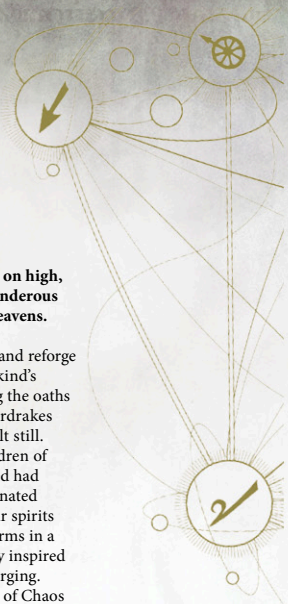 on high,
nderous
eavens.
and reforge
kind's
g the oaths
rdrakes
lt still.
dren of
d had
nated
r spirits
rms in a
y inspired
rging.
of Chaos